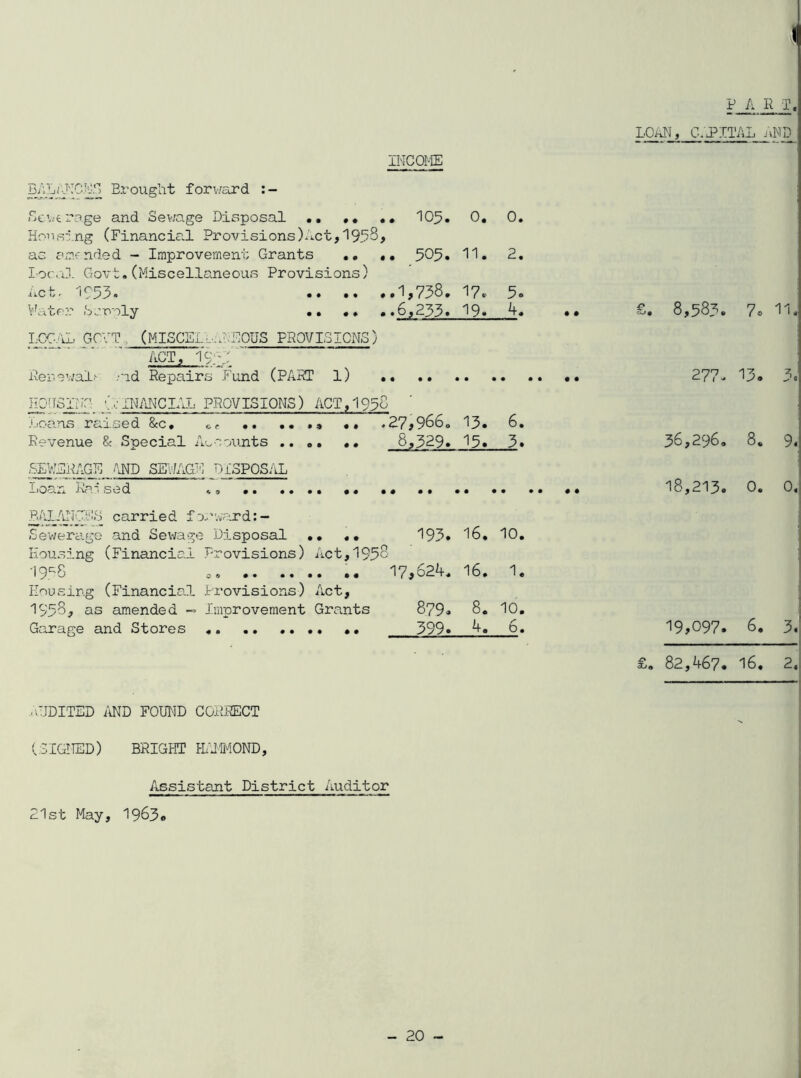 P A R T.
LOAN, CAPITAL AND
INCOME
BALANCES Brought forward :-
Sewerage and Sewage Disposal .. .. .. 105. 0. 0.
Housing (Financial Provisions)Act,1958,
as amended - Improvement Grants .. .. 505. 11. 2.
Local Govt.(Miscellaneous Provisions)
Act, 1953. .. .. ..1,738. 17. 5.
Water Supply .. .. ..6,233. 19. 4. .. £. 8,583. 7. 11.
LOCAL GOVT. (MISCELLANEOUS PROVISIONS)
ACT, 1953
Renewals and Repairs Fund (PART 1) .. .. .. .. .. .. 277. 13. 3.
HOUSING (FINANCIAL PROVISIONS) ACT,1958
Loans raised &c. .. .. .. .. .. .27,966. 13. 6.
Revenue & Special Accounts .. .. .. 8,329. 15. 3. 36,296. 8. 9.
SEWERAGE AND SEWAGE DISPOSAL
Loan Raised .. .. .. .. .. .. .. .. .. .. .. 18,213. 0. 0.
BALANCES carried forward:-
Sewerage and Sewage Disposal .. .. 193. 16. 10.
Housing (Financial Provisions) Act,1958
1958 .. .. .. .. .. 17,624. 16. 1.
Housing (Financial Provisions) Act,
1958, as amended - Improvement Grants 879. 8. 10.
Garage and Stores .. .. .. .. .. 399. 4. 6. 19,097. 6. 3.
£. 82,467. 16. 2.
AUDITED AND FOUND CORRECT
(SIGNED) BRIGHT HAMMOND,
Assistant District Auditor
21st May, 1963.
- 20 -